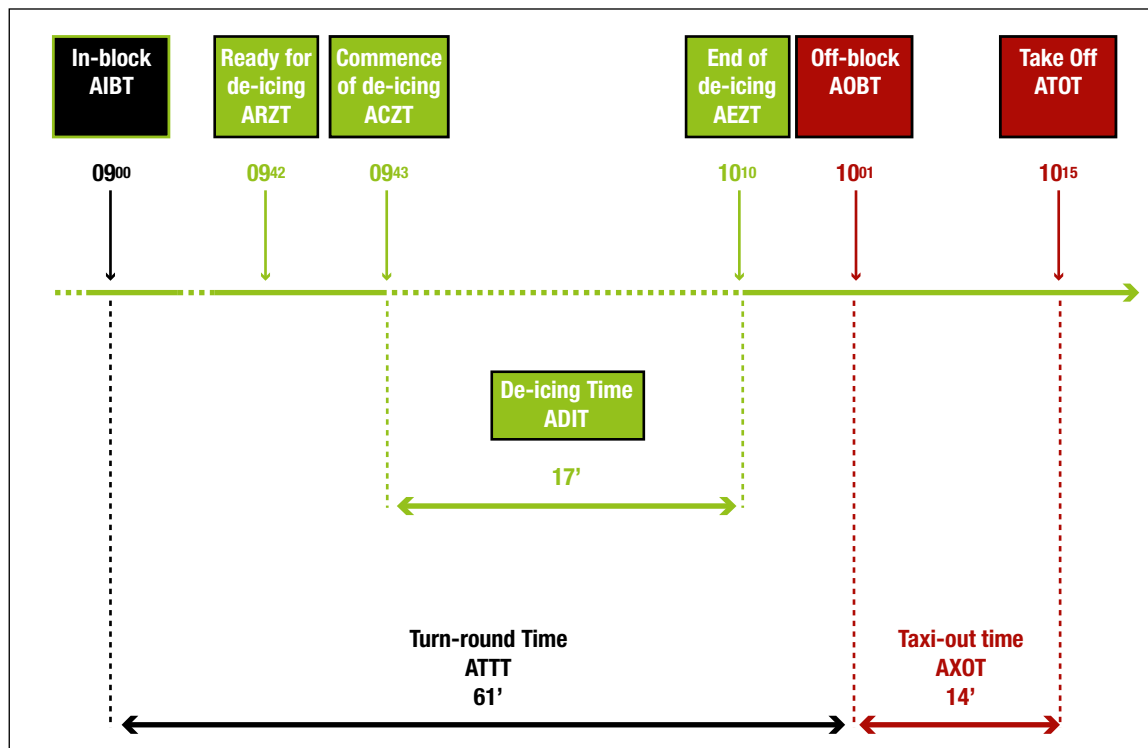 In-block
AIBT
Ready for
de-icing
ARZT
Commence
of de-icing
ACZT
End of
de-icing
AEZT
Off-block
AOBT
Take Off
ATOT
0900
0942
0943
1010
1001
1015
De-icing Time
ADIT
17’
Turn-round Time
ATTT
61’
Taxi-out time
AXOT
14’